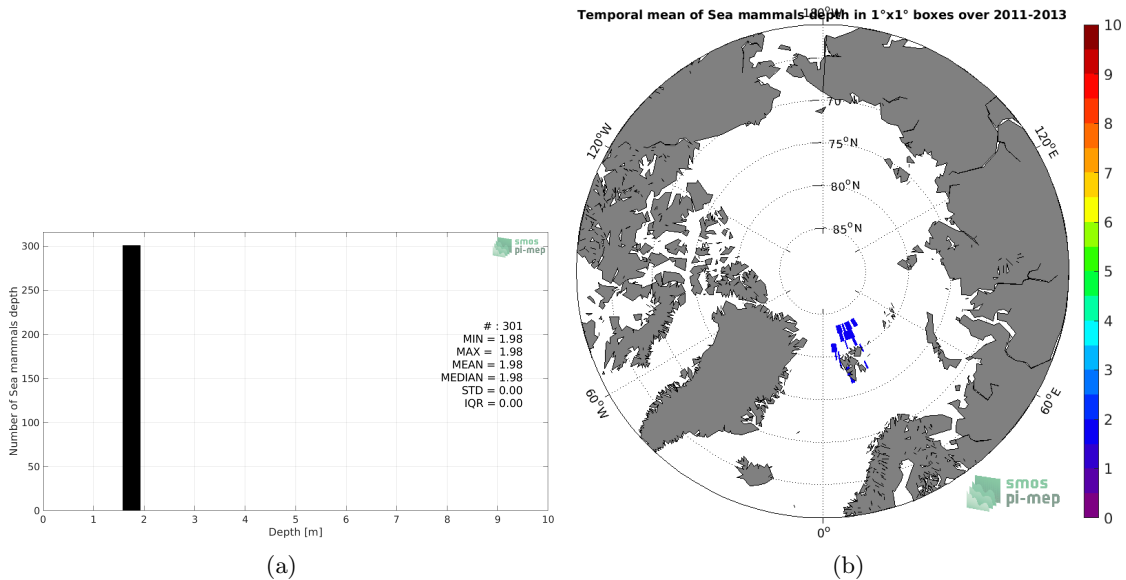 Number of Sea mammals depth
300
250
200
150
100
50
0
0 1 2 3 4 5 6 7 8 9 10
Depth [m]
smos
pi-mep
# : 301
MIN = 1.98
MAX = 1.98
MEAN = 1.98
MEDIAN = 1.98
STD = 0.00
IQR = 0.00
(a)
Temporal mean of Sea mammals depth in 1°x1° boxes over 2011-2013
180°W
120°W
120°E
70°N
75°N
80°N
85°N
60°W
60°E
0°
smos
pi-mep
10
9
8
7
6
5
4
3
2
1
0
(b)